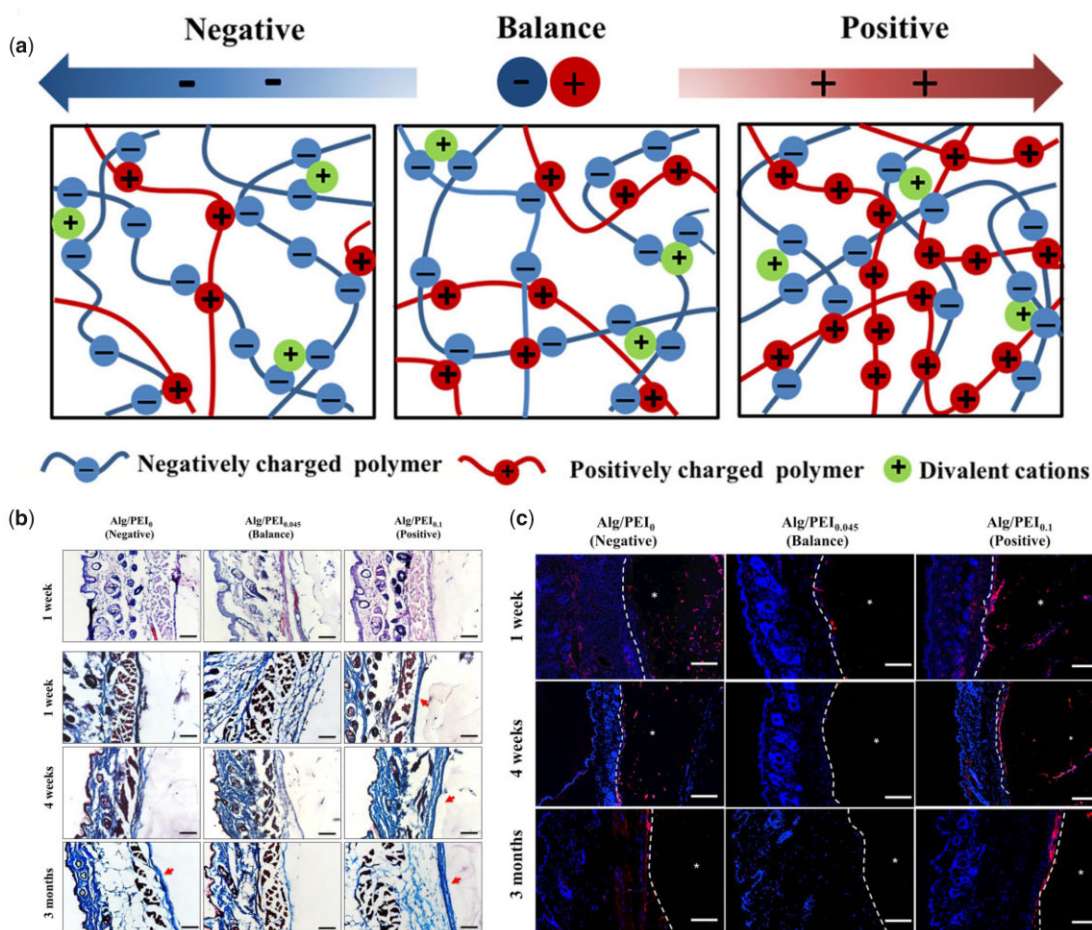 (a)
Negative Balance Positive
- - - + + +
Negatively charged polymer Positively charged polymer Divalent cations
(b)
Alg/PEI0 Alg/PEI0.045 Alg/PEI0.1
(Negative) (Balance) (Positive)
1 week
1 week
4 weeks
3 months
(c)
Alg/PEI0 Alg/PEI0.045 Alg/PEI0.1
(Negative) (Balance) (Positive)
1 week
4 weeks
3 months